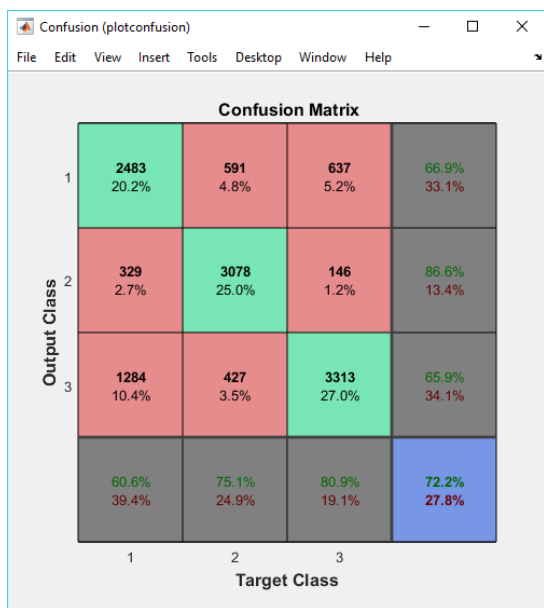 Confusion (plotconfusion)
File Edit View Insert Tools Desktop Window Help
Confusion Matrix
1 2483 591 637 66.9%
20.2% 4.8% 5.2% 33.1%
2 329 3078 146 86.6%
2.7% 25.0% 1.2% 13.4%
3 1284 427 3313 65.9%
10.4% 3.5% 27.0% 34.1%
60.6% 75.1% 80.9% 72.2%
39.4% 24.9% 19.1% 27.8%
1 2 3
Output Class
Target Class